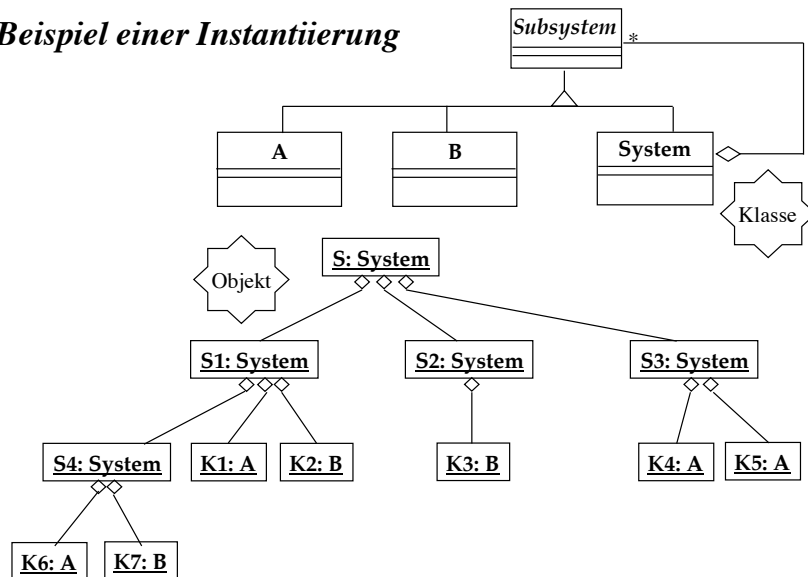 Beispiel einer Instantiierung
Subsystem
*
A
B
System
Klasse
Objekt
S: System
S1: System
S2: System
S3: System
S4: System
K1: A
K2: B
K3: B
K4: A
K5: A
K6: A
K7: B